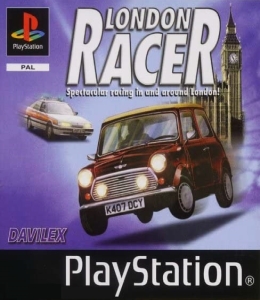 PlayStation
PAL
LONDON
RACER
Spectacular racing in and around London!
K407 DCY
DAVILEX
PlayStation®